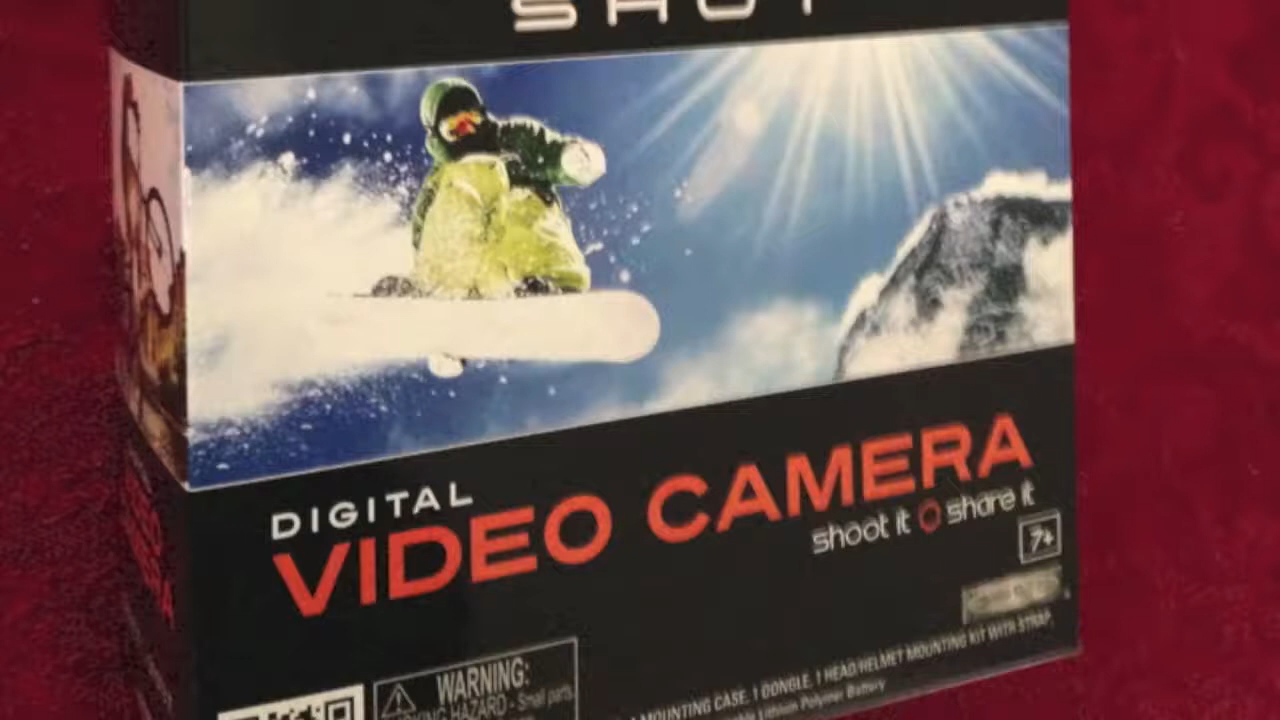 SHOT
DIGITAL
VIDEO CAMERA
shoot it share it
7+
WARNING:
HAZARD - Small parts
MOUNTING CASE, 1 DONGLE, 1 HEAD/HELMET MOUNTING KIT WITH STRAP,
Lithium Polymer Battery